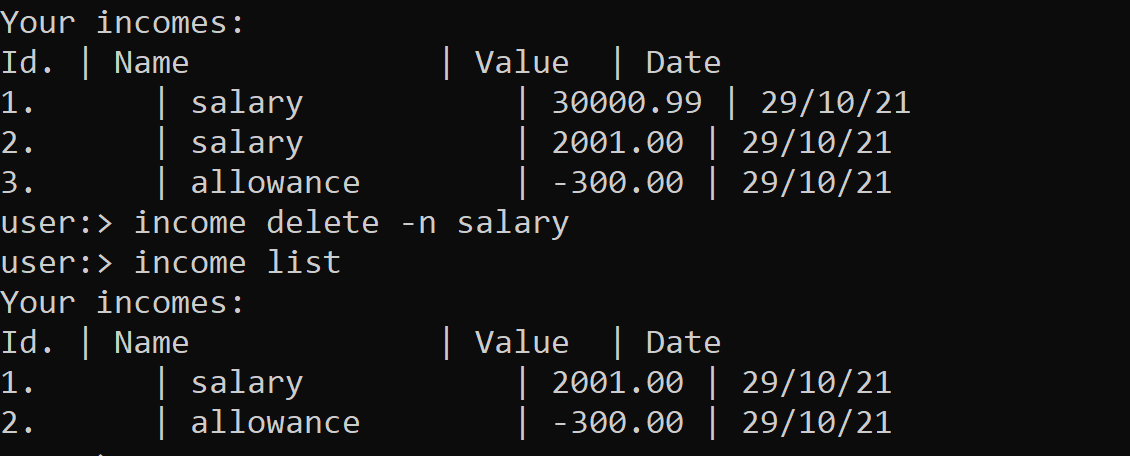 Your incomes:
Id. | Name             | Value  | Date
1.      | salary           | 30000.99 | 29/10/21
2.      | salary           | 2001.00 | 29/10/21
3.      | allowance        | -300.00 | 29/10/21
user:> income delete -n salary
user:> income list
Your incomes:
Id. | Name             | Value  | Date
1.      | salary           | 2001.00 | 29/10/21
2.      | allowance        | -300.00 | 29/10/21